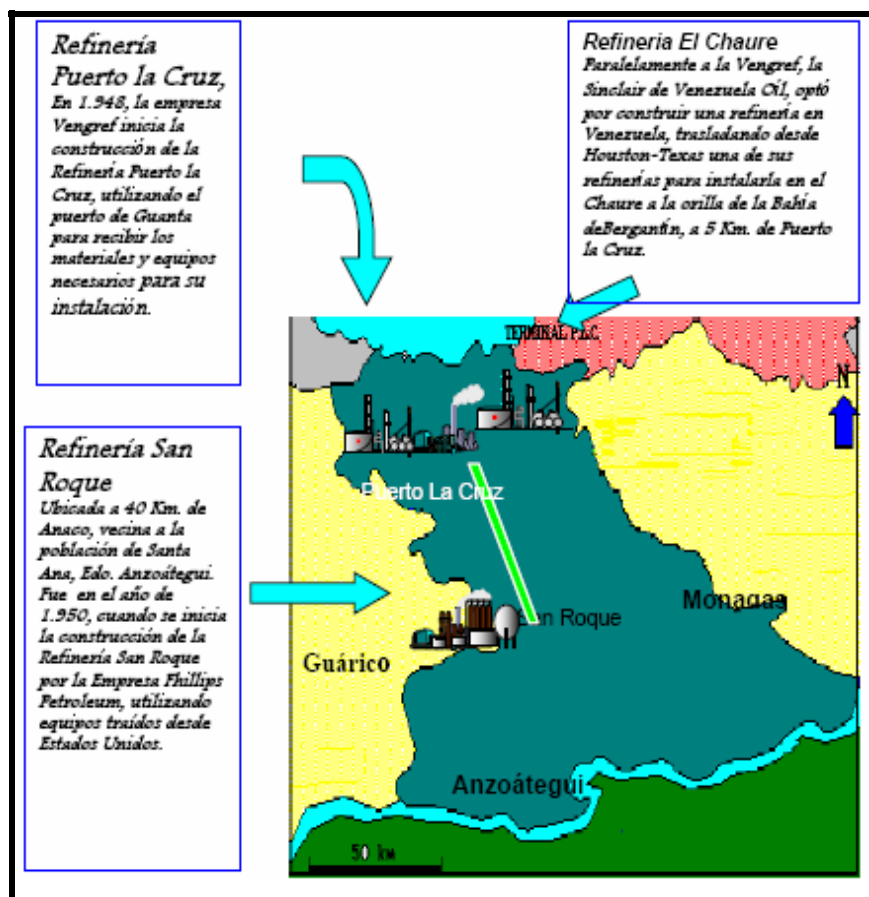 Refinería
Puerto la Cruz,
En 1.948, la empresa
Vengref inicia la
construcción de la
Refinería Puerto la
Cruz, utilizando el
puerto de Guanta
para recibir los
materiales y equipos
necesarios para su
instalación.
Refineria El Chaure
Paralelamente a la Vengref, la
Sinclair de Venezuela Oíl, optó
por construir una refinería en
Venezuela, trasladando desde
Houston-Texas una de sus
refinerías para instalarla en el
Chaure a la orilla de la Bahía
deBergantín, a 5 Km. de Puerto
la Cruz.
TERMINAL P.L.C
N
Refinería San
Roque
Ubicada a 40 Km. de
Anaco, vecina a la
población de Santa
Ana, Edo. Anzoátegui.
Fue en el año de
1.950, cuando se inicia
la construcción de la
Refinería San Roque
por la Empresa Phillips
Petroleum, utilizando
equipos traídos desde
Estados Unidos.
Puerto La Cruz
Monagas
San Roque
Guárico
Anzoátegui
50 km